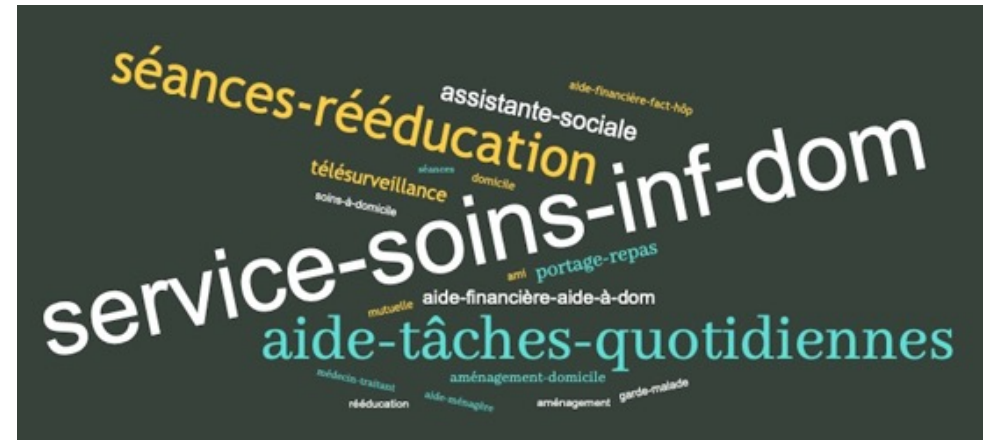 séances-rééducation
assistante-sociale
aide-financière-fact-hôp
télésurveillance
séances
domicile
soins-à-domicile
service-soins-inf-dom
ami
portage-repas
mutuelle
aide-financière-aide-à-dom
aide-tâches-quotidiennes
médecin-traitant
aménagement-domicile
rééducation
aide-ménagère
aménagement
garde-malade